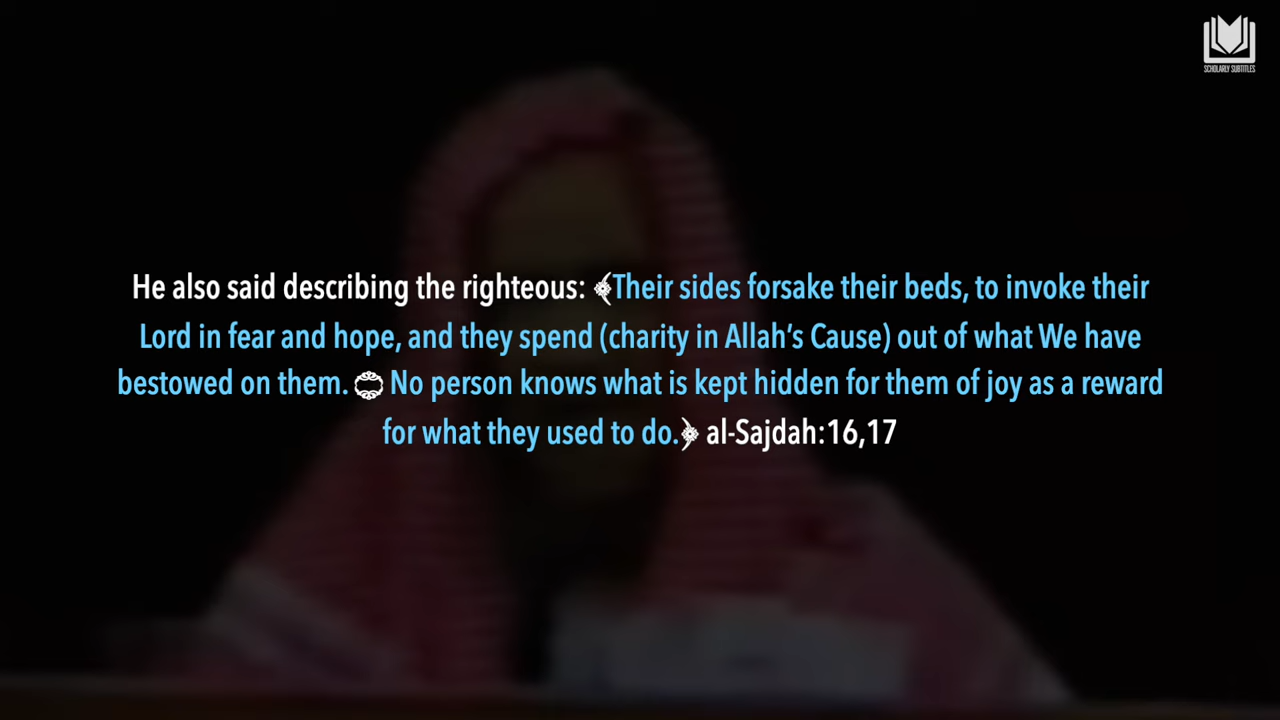 SCHOLARLY SUBTITLES
He also said describing the righteous: ﴾Their sides forsake their beds, to invoke their
Lord in fear and hope, and they spend (charity in Allah’s Cause) out of what We have
bestowed on them. ۝ No person knows what is kept hidden for them of joy as a reward
for what they used to do.﴿ al-Sajdah:16,17